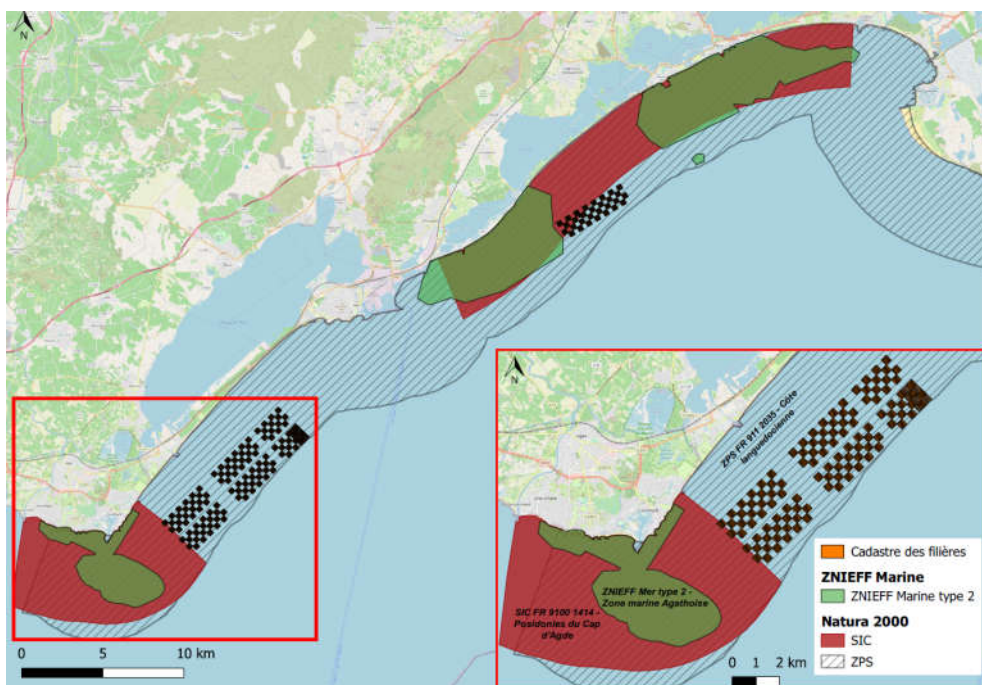 N
0
5
10 km
N
ZPS FR 911 2035 - Côte
languedocienne
ZNIEFF Mer type 2 -
Zone marine Agathoise
SIC FR 9100 1414 -
Posidonies du Cap
d'Agde
0 1 2 km
Cadastre des filières
ZNIEFF Marine
ZNIEFF Marine type 2
Natura 2000
SIC
ZPS